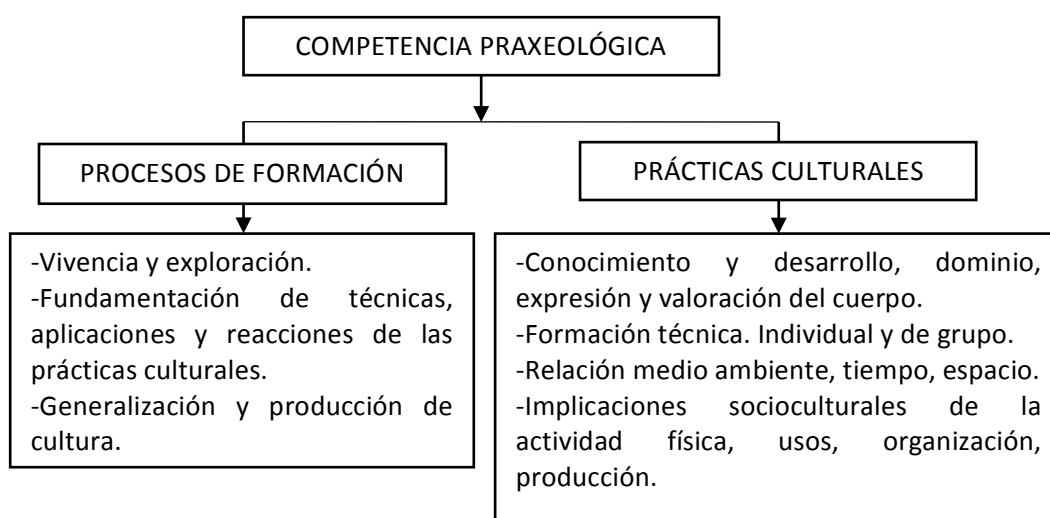 COMPETENCIA PRAXEOLÓGICA
PROCESOS DE FORMACIÓN
-Vivencia y exploración.
-Fundamentación de técnicas,
aplicaciones y reacciones de las
prácticas culturales.
-Generalización y producción de
cultura.
PRÁCTICAS CULTURALES
-Conocimiento y desarrollo, dominio,
expresión y valoración del cuerpo.
-Formación técnica. Individual y de grupo.
-Relación medio ambiente, tiempo, espacio.
-Implicaciones socioculturales de la
actividad física, usos, organización,
producción.